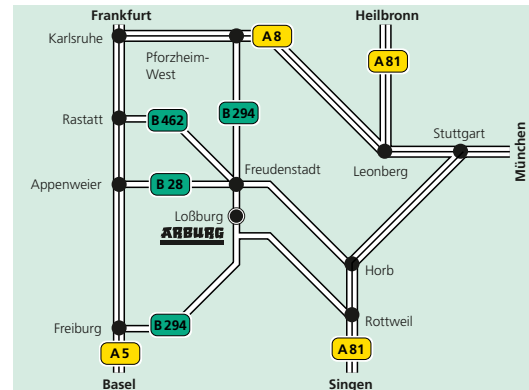 Frankfurt
Heilbronn
Karlsruhe
A 8
Pforzheim-
West
A 81
Rastatt
B 462
B 294
Stuttgart
München
Leonberg
Appenweier
B 28
Freudenstadt
Loßburg
ARBURG
Horb
Freiburg
B 294
Rottweil
A 5
A 81
Basel
Singen